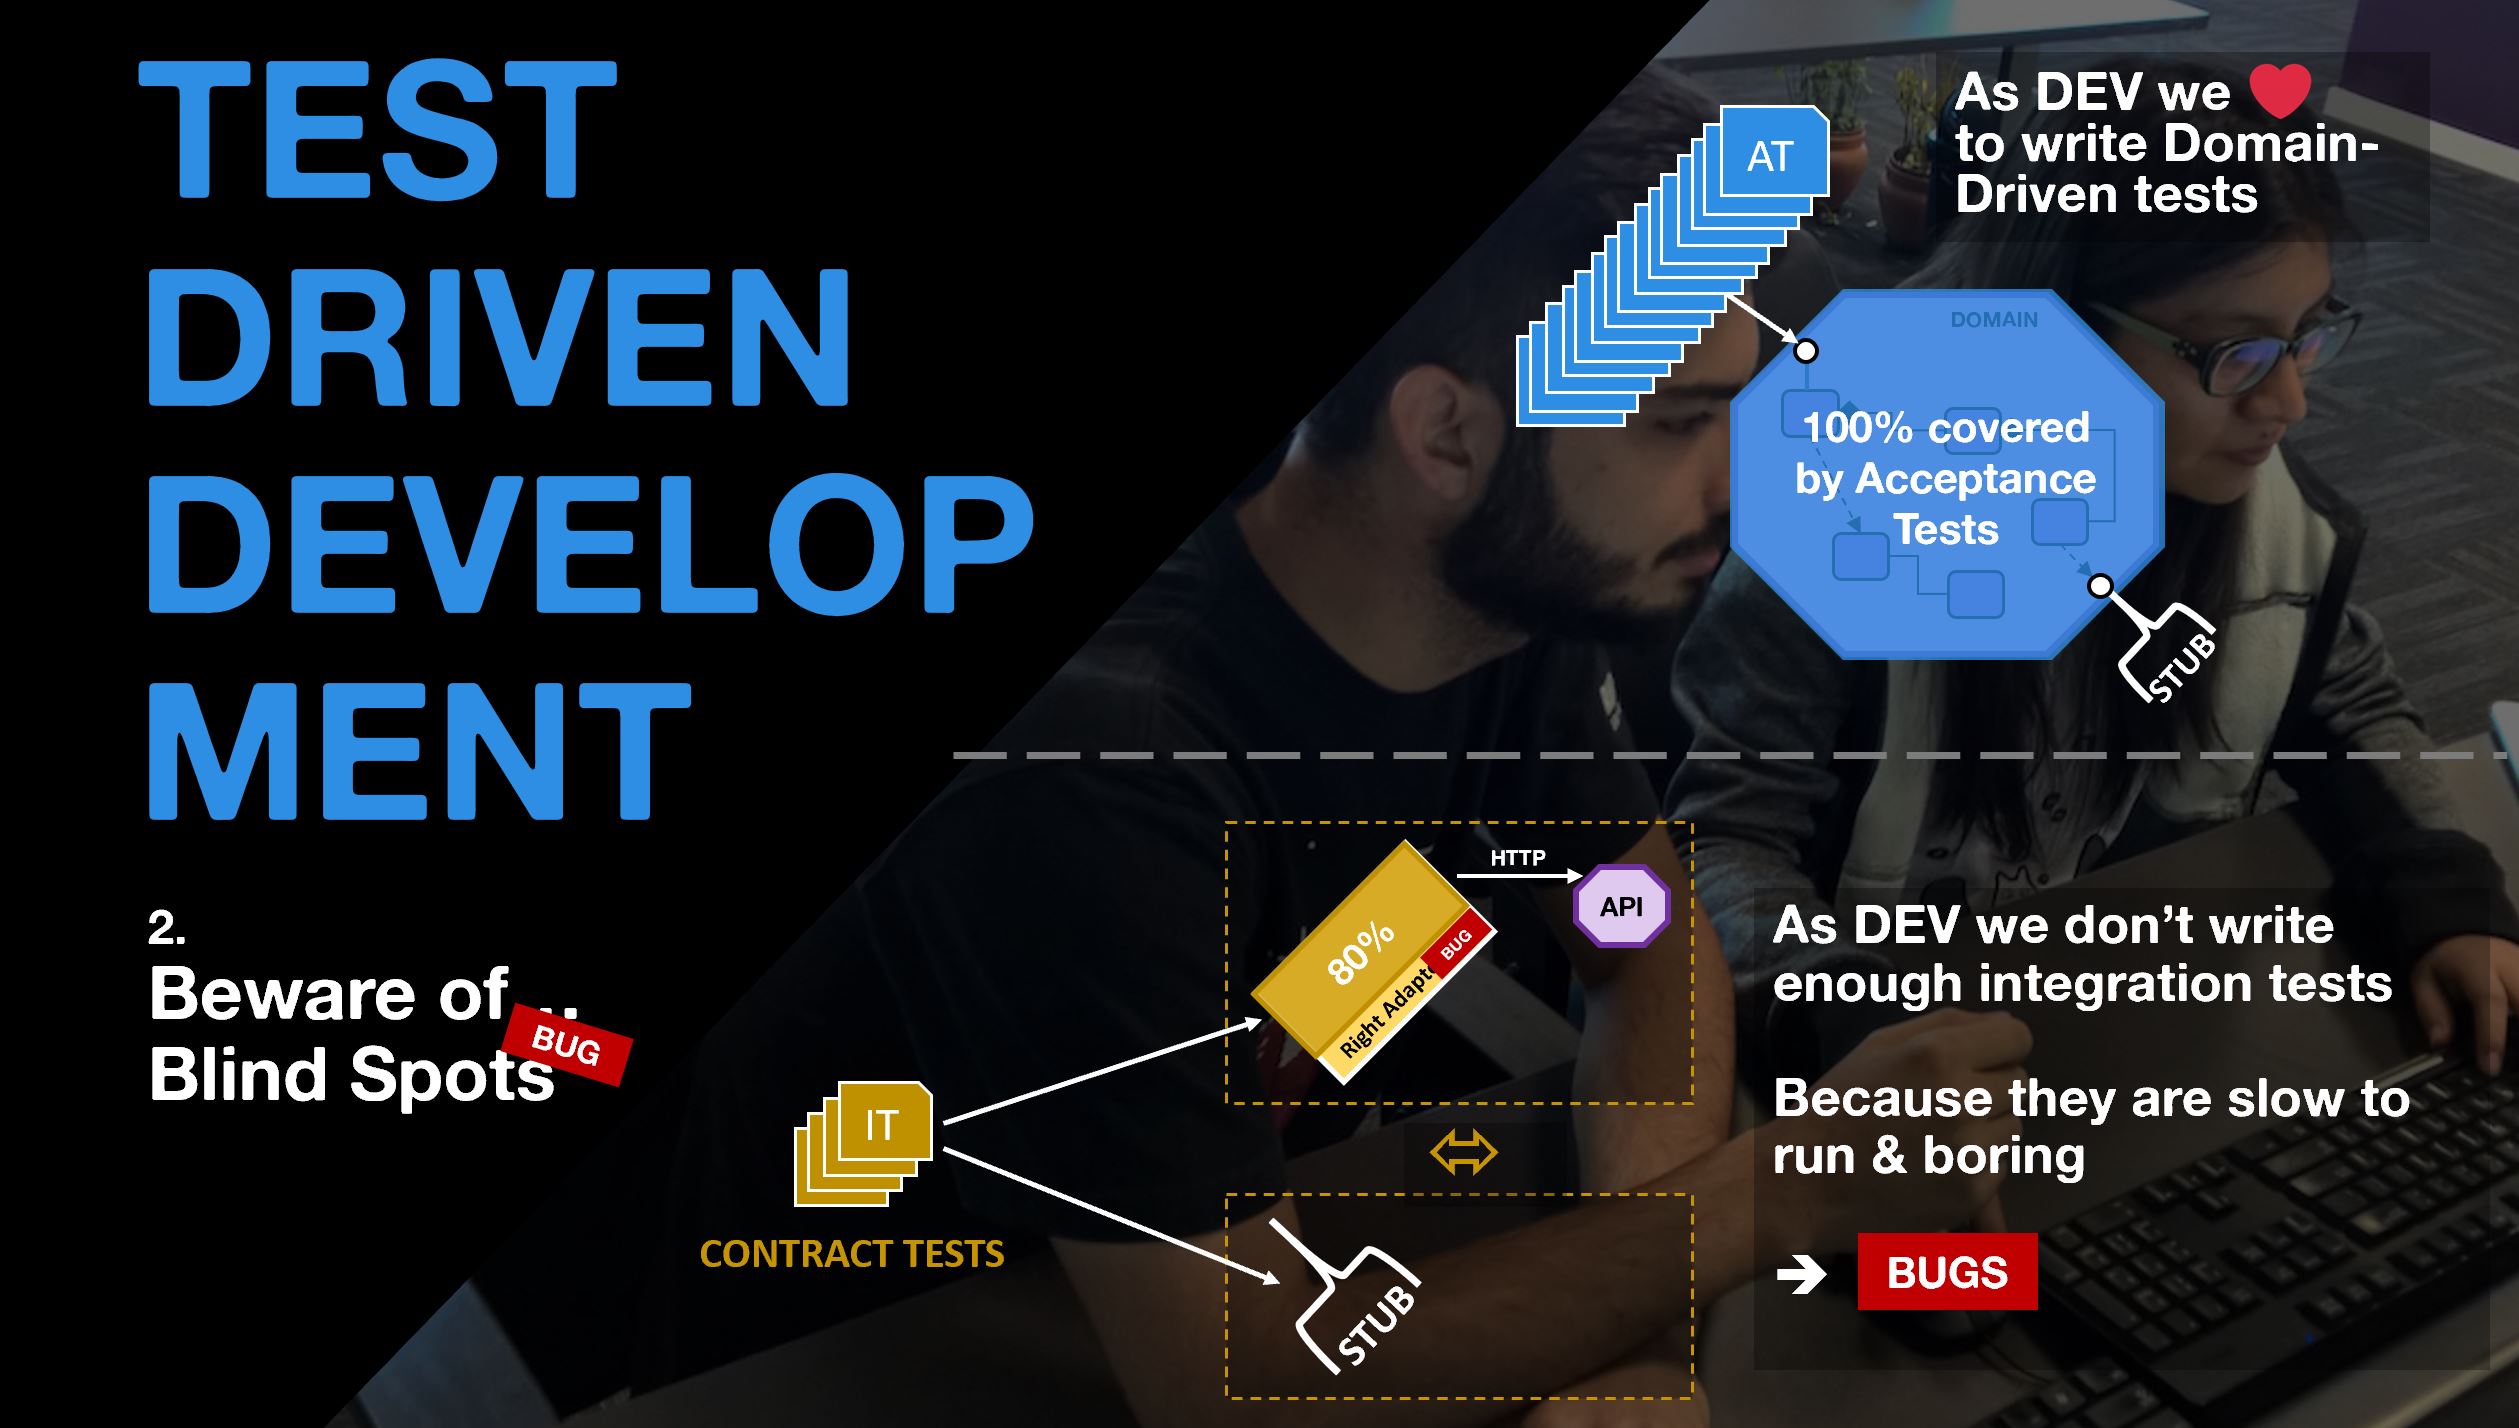 TEST
DRIVEN
DEVELOP
MENT
2.
Beware of ..
Blind Spots
BUG
As DEV we
to write Domain-
Driven tests
AT
DOMAIN
100% covered
by Acceptance
Tests
STUB
HTTP
API
80%
BUG
Right Adapte
IT
CONTRACT TESTS
STUB
As DEV we don’t write
enough integration tests
Because they are slow to
run & boring
BUGS